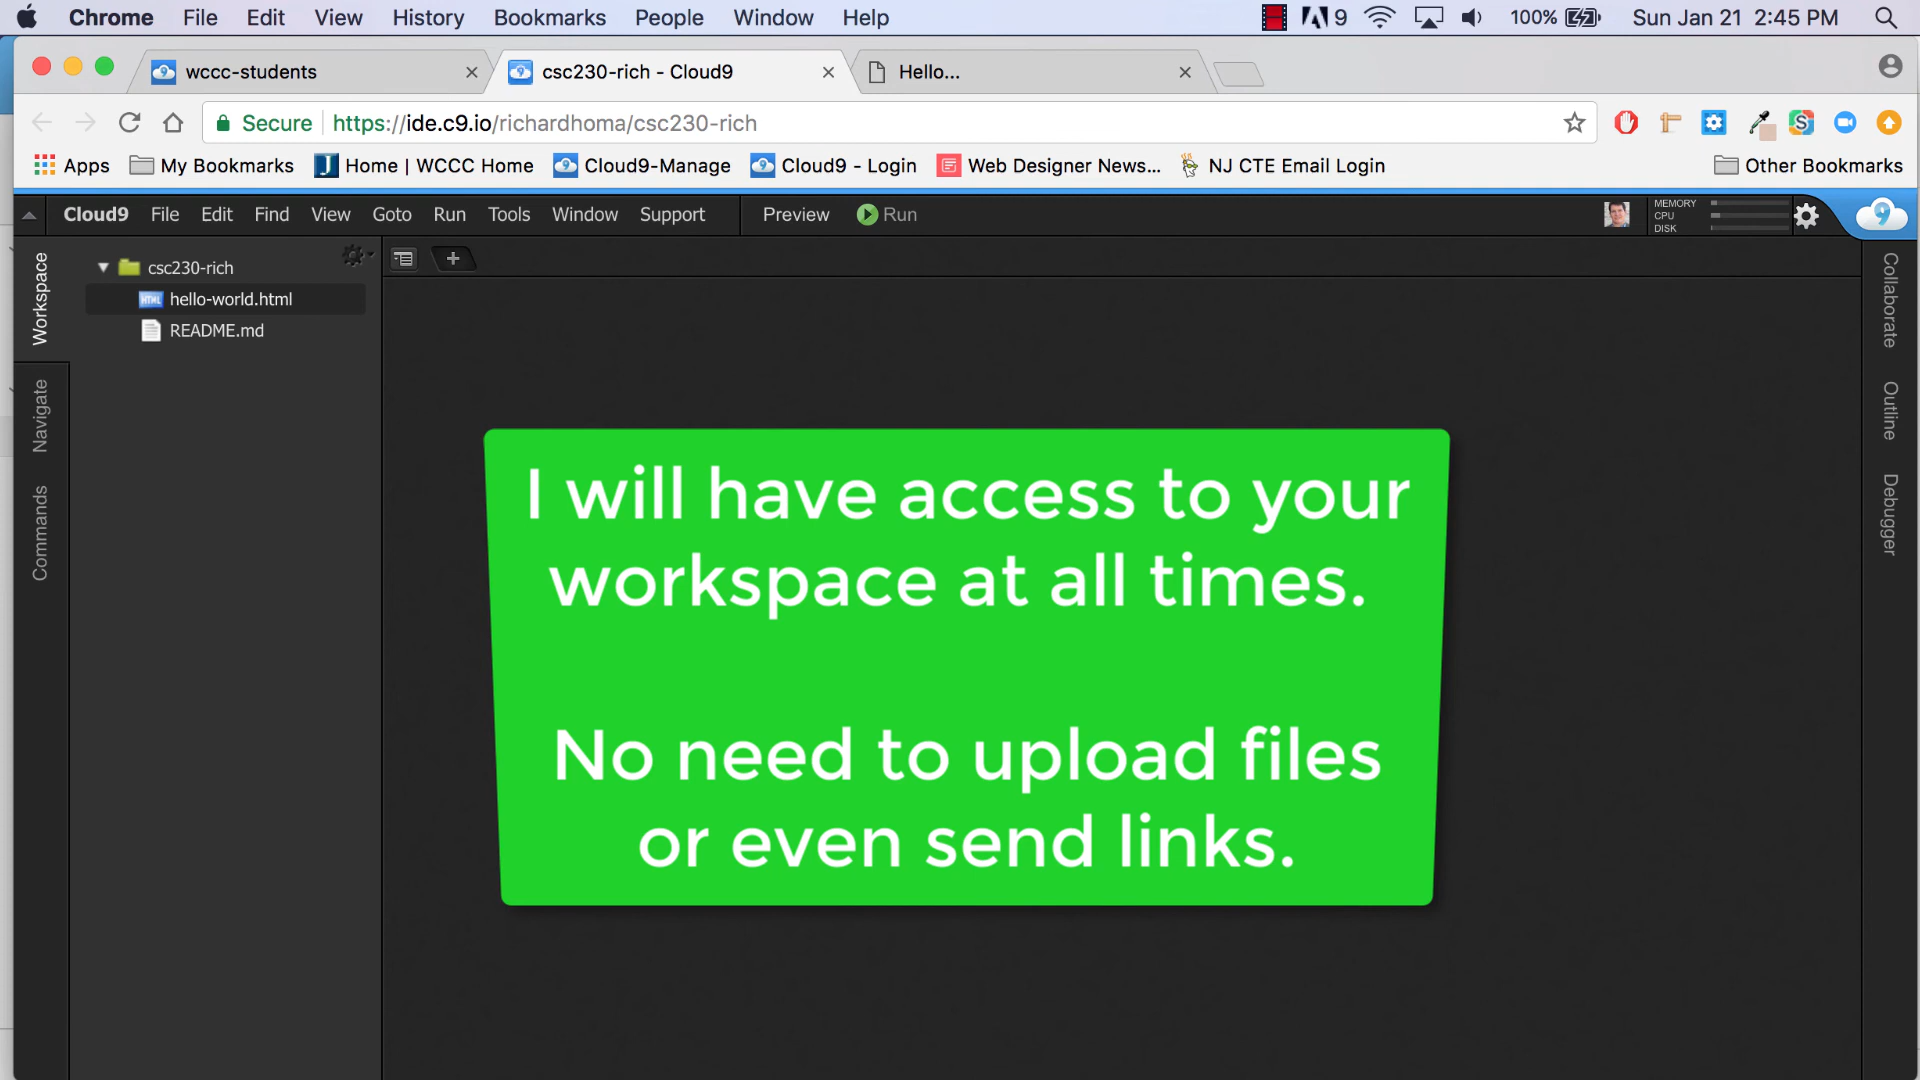 Chrome File Edit View History Bookmarks People Window Help 9 100% Sun Jan 21 2:45 PM
wccc-students csc230-rich - Cloud9 Hello...
Secure https://ide.c9.io/richardhoma/csc230-rich
Apps My Bookmarks Home | WCCC Home Cloud9-Manage Cloud9 - Login Web Designer News... NJ CTE Email Login Other Bookmarks
Cloud9 File Edit Find View Goto Run Tools Window Support Preview Run
MEMORY
CPU
DISK
Workspace
Navigate
Commands
csc230-rich
hello-world.html
README.md
I will have access to your
workspace at all times.
No need to upload files
or even send links.
Collaborate
Outline
Debugger